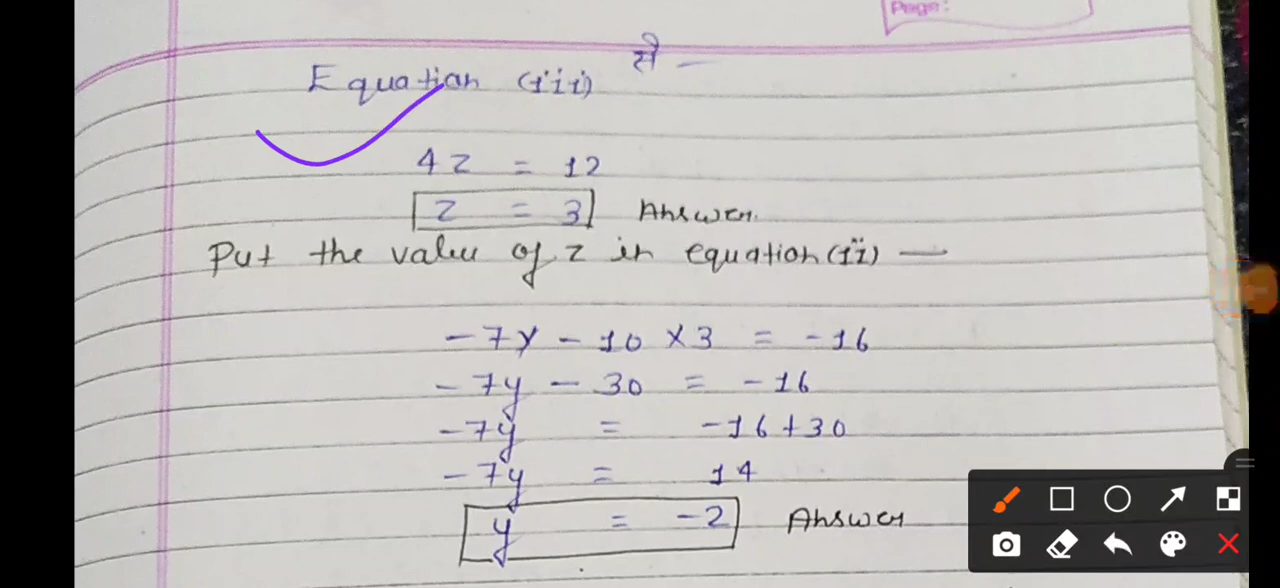 Page:
से —
Equation (iii)
4z = 12
z = 3 Answer.
Put the value of z in equation (ii) —
-7y - 10 × 3 = -16
-7y - 30 = -16
-7y = -16+30
-7y = 14
y = -2 Answer